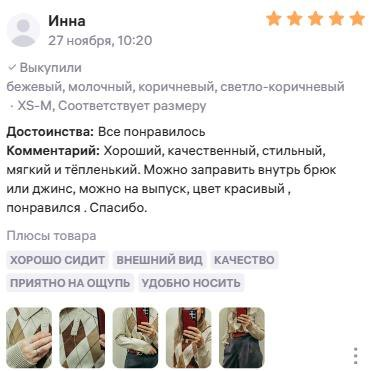 Инна
27 ноября, 10:20
✓ Выкупили
бежевый, молочный, коричневый, светло-коричневый
· XS-M, Соответствует размеру
Достоинства: Все понравилось
Комментарий: Хороший, качественный, стильный,
мягкий и тёпленький. Можно заправить внутрь брюк
или джинс, можно на выпуск, цвет красивый ,
понравился . Спасибо.
Плюсы товара
ХОРОШО СИДИТ ВНЕШНИЙ ВИД КАЧЕСТВО
ПРИЯТНО НА ОЩУПЬ УДОБНО НОСИТЬ